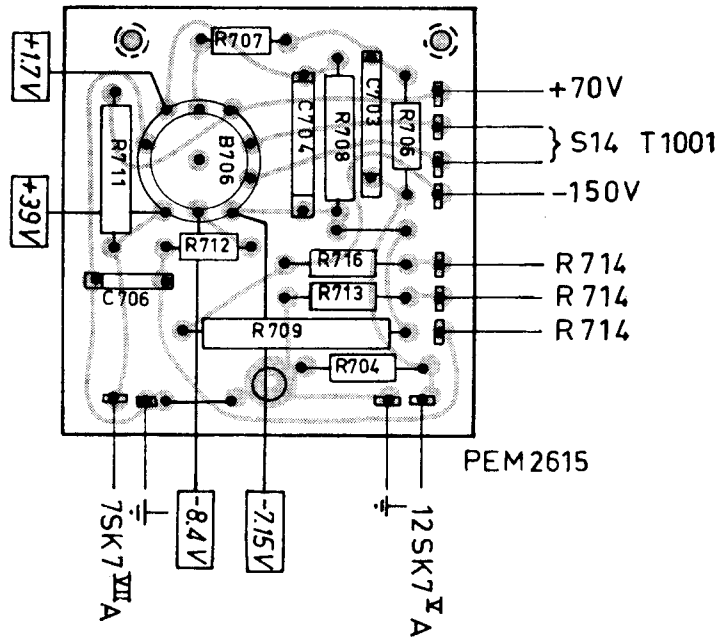 R707
+1.7V
+70V
C704
R708
C703
R706
R711
B706
} S14 T1001
-150V
+39V
R712
R716
R714
C706
R713
R714
R709
R714
R704
PEM2615
7SK7 VII A
-8.4V
-7.15V
12SK7 V A